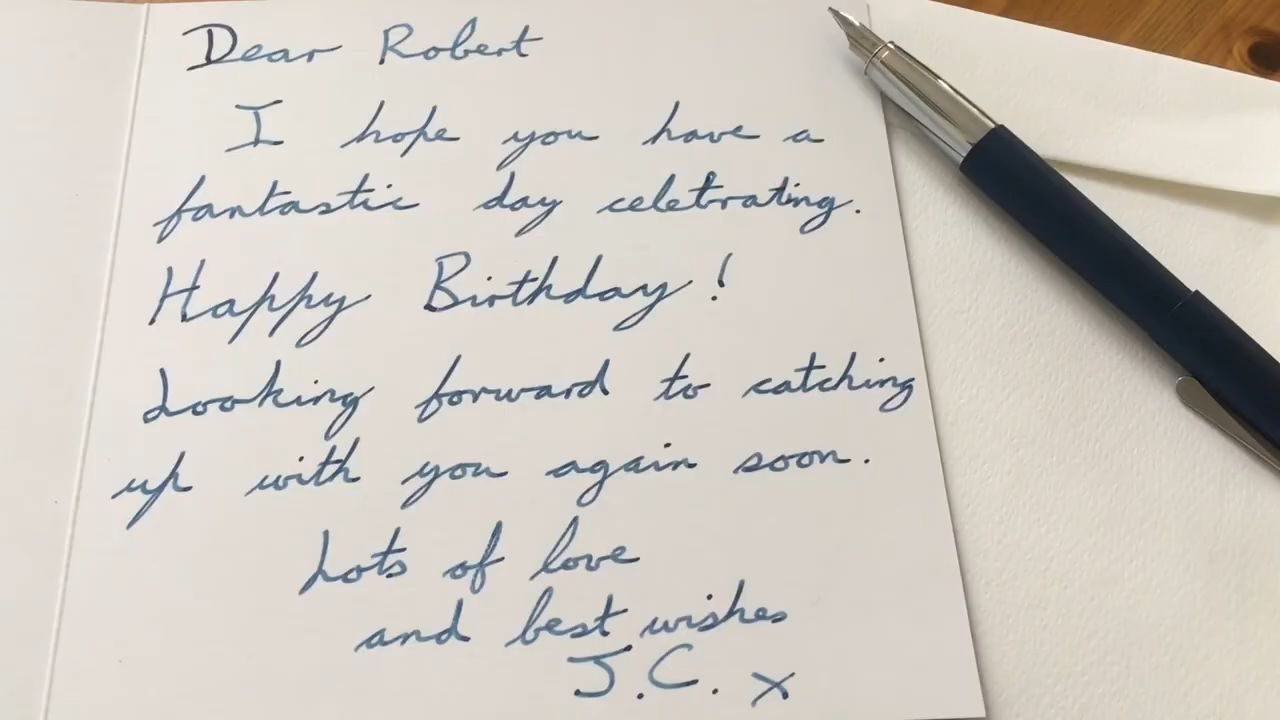 Dear Robert
I hope you have a
fantastic day celebrating.
Happy Birthday!
Looking forward to catching
up with you again soon.
Lots of love
and best wishes
J.C. x